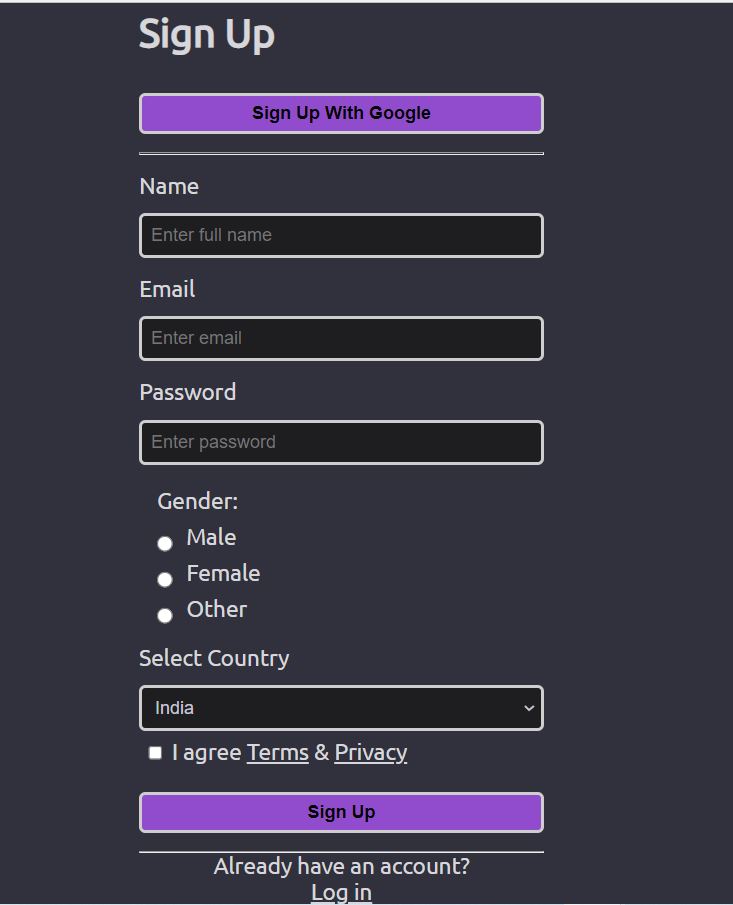 Sign Up
Sign Up With Google
Name
Enter full name
Email
Enter email
Password
Enter password
Gender:
Male
Female
Other
Select Country
India
I agree Terms & Privacy
Sign Up
Already have an account?
Log in